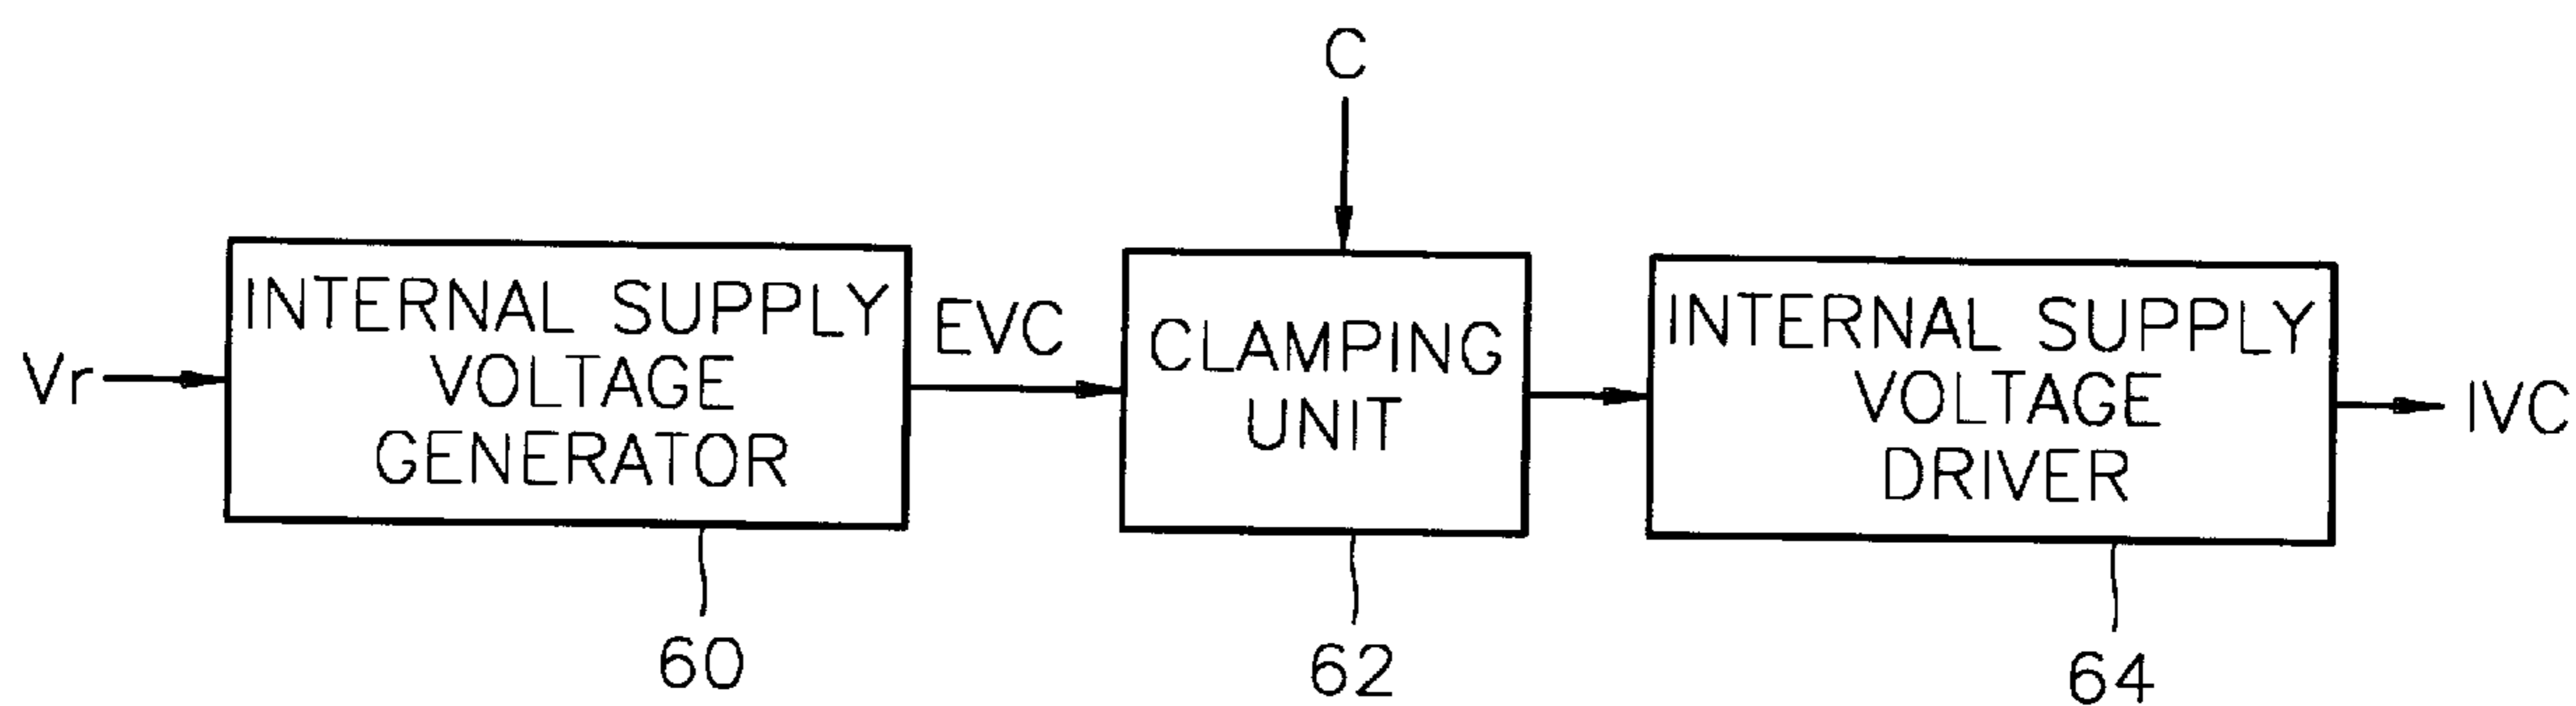 C
Vr
INTERNAL SUPPLY
VOLTAGE
GENERATOR
EVC
CLAMPING
UNIT
INTERNAL SUPPLY
VOLTAGE
DRIVER
IVC
60
62
64